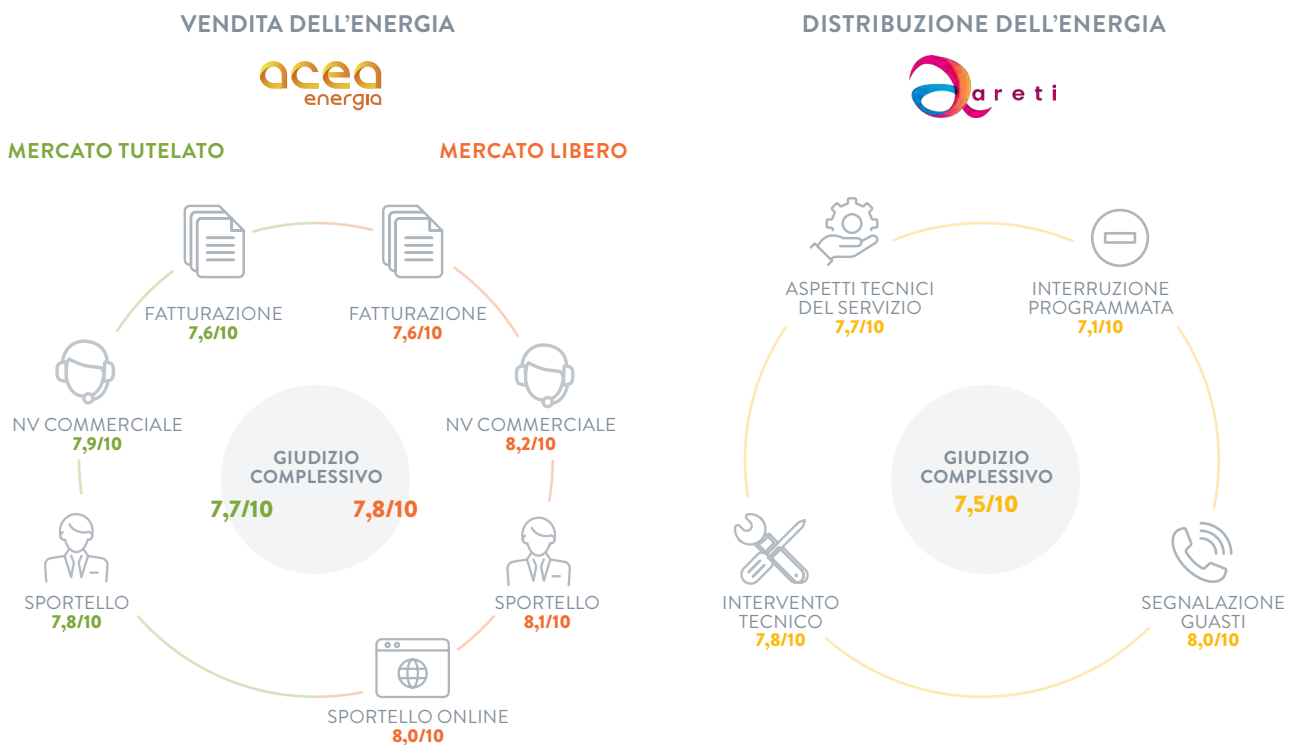 VENDITA DELL'ENERGIA
acea
energia
MERCATO TUTELATO
MERCATO LIBERO
FATTURAZIONE
7,6/10
FATTURAZIONE
7,6/10
NV COMMERCIALE
7,9/10
NV COMMERCIALE
8,2/10
GIUDIZIO
COMPLESSIVO
7,7/10
7,8/10
SPORTELLO
7,8/10
SPORTELLO
8,1/10
SPORTELLO ONLINE
8,0/10
DISTRIBUZIONE DELL'ENERGIA
areti
ASPETTI TECNICI
DEL SERVIZIO
7,7/10
INTERRUZIONE
PROGRAMMATA
7,1/10
GIUDIZIO
COMPLESSIVO
7,5/10
INTERVENTO
TECNICO
7,8/10
SEGNALAZIONE
GUASTI
8,0/10